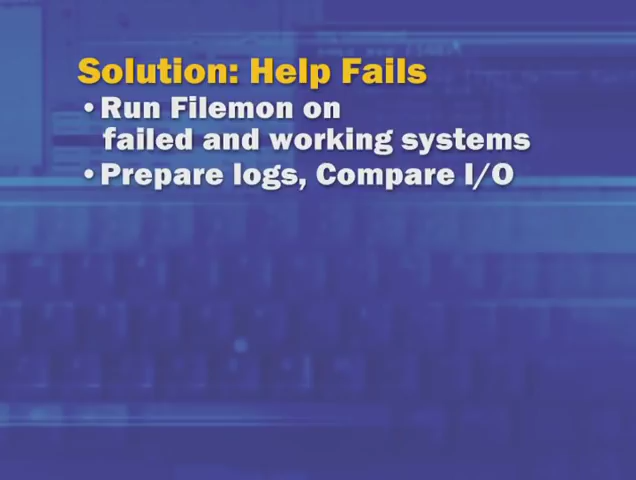 Solution: Help Fails
•Run Filemon on
failed and working systems
•Prepare logs, Compare I/O